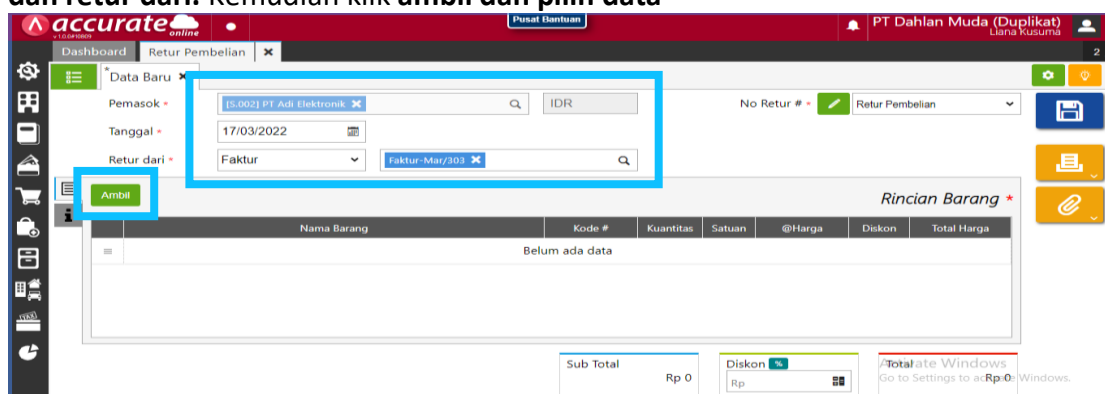 dan retur dari. Kemudian klik ambil dan pilih data
accurate online
Pusat Bantuan
PT Dahlan Muda (Duplikat)
Liana Kusuma
Dashboard Retur Pembelian 2
*Data Baru
Pemasok * [S.002] PT Adi Elektronik IDR No Retur # * Retur Pembelian
Tanggal * 17/03/2022
Retur dari * Faktur Faktur-Mar/303
Ambil Rincian Barang *
Nama Barang Kode # Kuantitas Satuan @Harga Diskon Total Harga
Belum ada data
Sub Total Diskon % Total
Rp 0 Rp Rp 0
Activate Windows
Go to Settings to activate Windows.